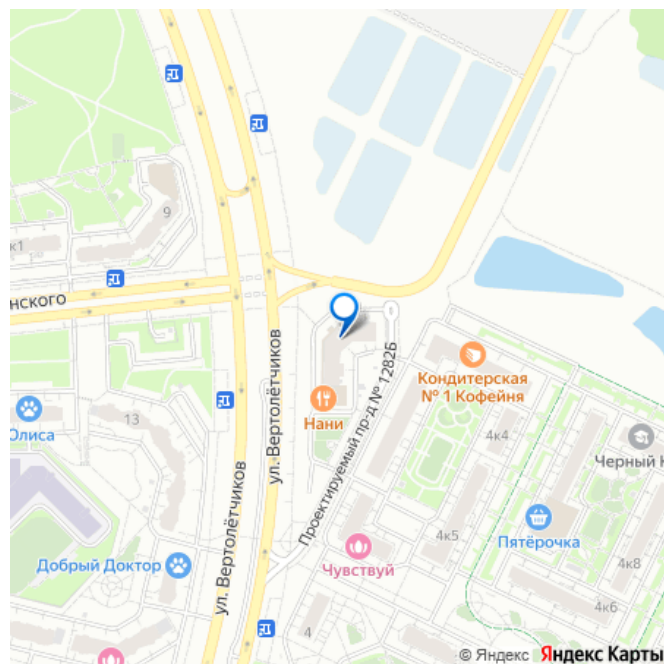 9
к1
нского
ул. Вертолётчиков
Проектируемый пр-д № 1282Б
Кондитерская
№ 1 Кофейня
Нани
Олиса
13
4к4
Черный К
ул. Вертолётчиков
4к5
Пятёрочка
Добрый Доктор
Чувствуй
4к8
4к6
4
© Яндекс Яндекс Карты